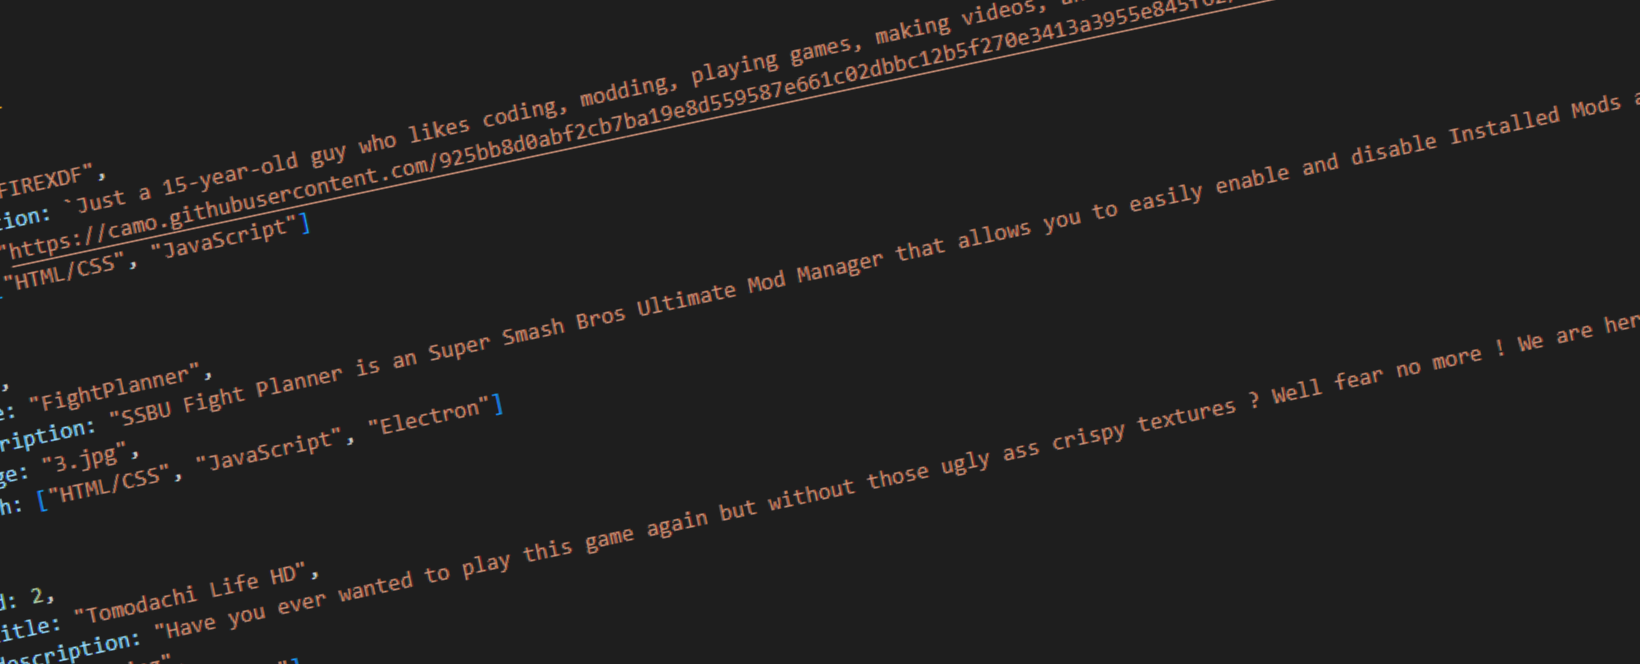 FIREXDF",
tion: `Just a 15-year-old guy who likes coding, modding, playing games, making videos,
"https://camo.githubusercontent.com/925bb8d0abf2cb7ba19e8d559587e661c02dbbc12b5f270e3413a3955e845f62/
["HTML/CSS", "JavaScript"]
,
e: "FightPlanner",
ription: "SSBU Fight Planner is an Super Smash Bros Ultimate Mod Manager that allows you to easily enable and disable Installed Mods a
ge: "3.jpg",
h: ["HTML/CSS", "JavaScript", "Electron"]
d: 2,
itle: "Tomodachi Life HD",
description: "Have you ever wanted to play this game again but without those ugly ass crispy textures ? Well fear no more ! We are her
"]